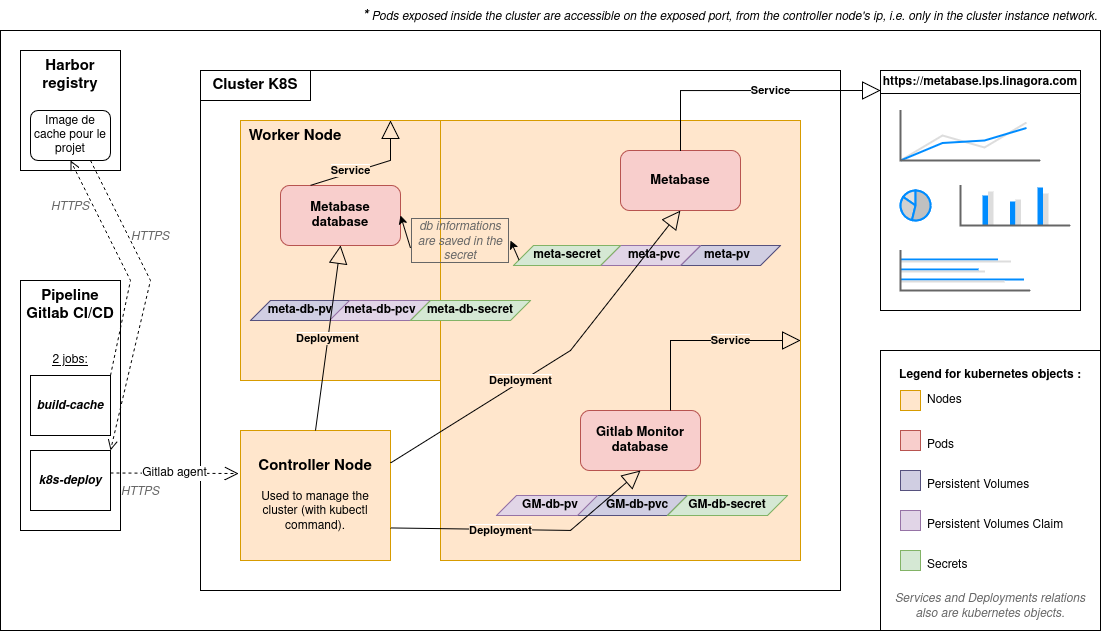 * Pods exposed inside the cluster are accessible on the exposed port, from the controller node's ip, i.e. only in the cluster instance network.
Harbor
registry
Image de
cache pour le
projet
HTTPS
HTTPS
Pipeline
Gitlab CI/CD
2 jobs:
build-cache
k8s-deploy
Gitlab agent
HTTPS
Cluster K8S
Worker Node
Service
Metabase
database
db informations
are saved in the
secret
meta-db-pv
meta-db-pcv
meta-db-secret
Deployment
Controller Node
Used to manage the
cluster (with kubectl
command).
Service
Metabase
meta-secret
meta-pvc
meta-pv
Deployment
Service
Gitlab Monitor
database
GM-db-pv
GM-db-pvc
GM-db-secret
Deployment
https://metabase.lps.linagora.com
Legend for kubernetes objects :
Nodes
Pods
Persistent Volumes
Persistent Volumes Claim
Secrets
Services and Deployments relations
also are kubernetes objects.